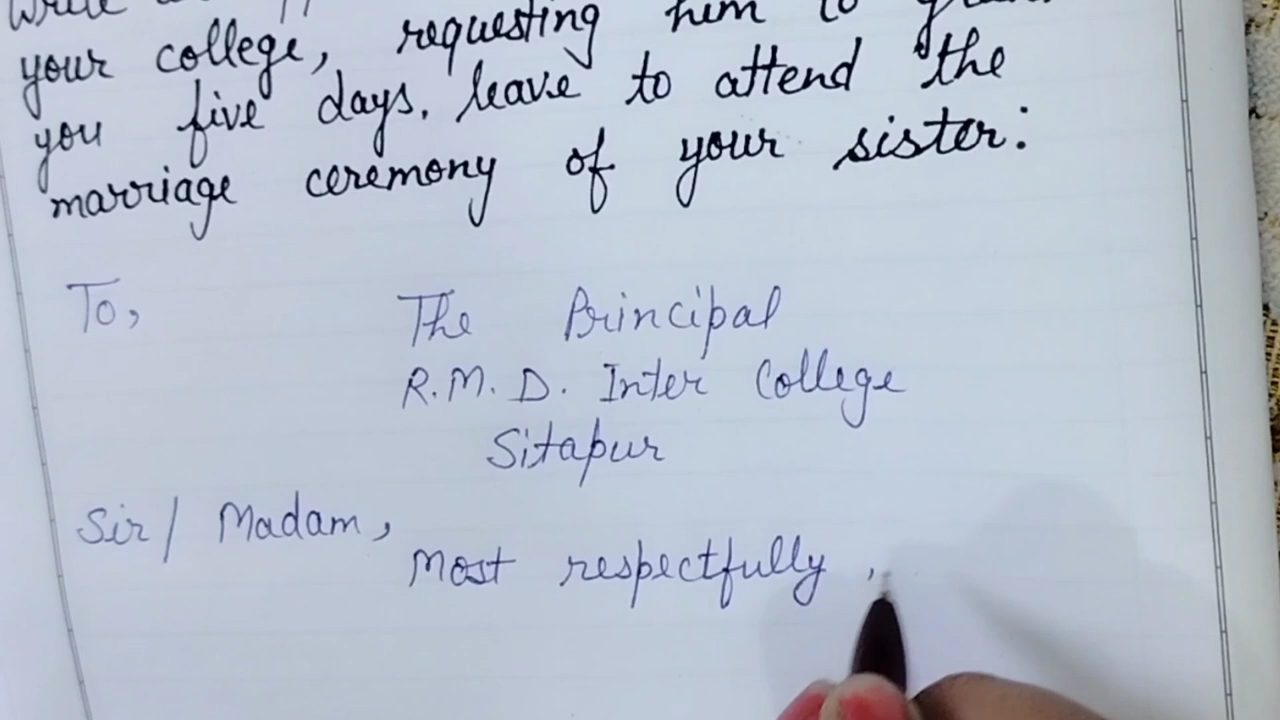 your college, requesting him to
you five days. leave to attend the
marriage ceremony of your sister:
To,
The Principal
R.M.D. Inter College
Sitapur
Sir/ Madam,
Most respectfully,